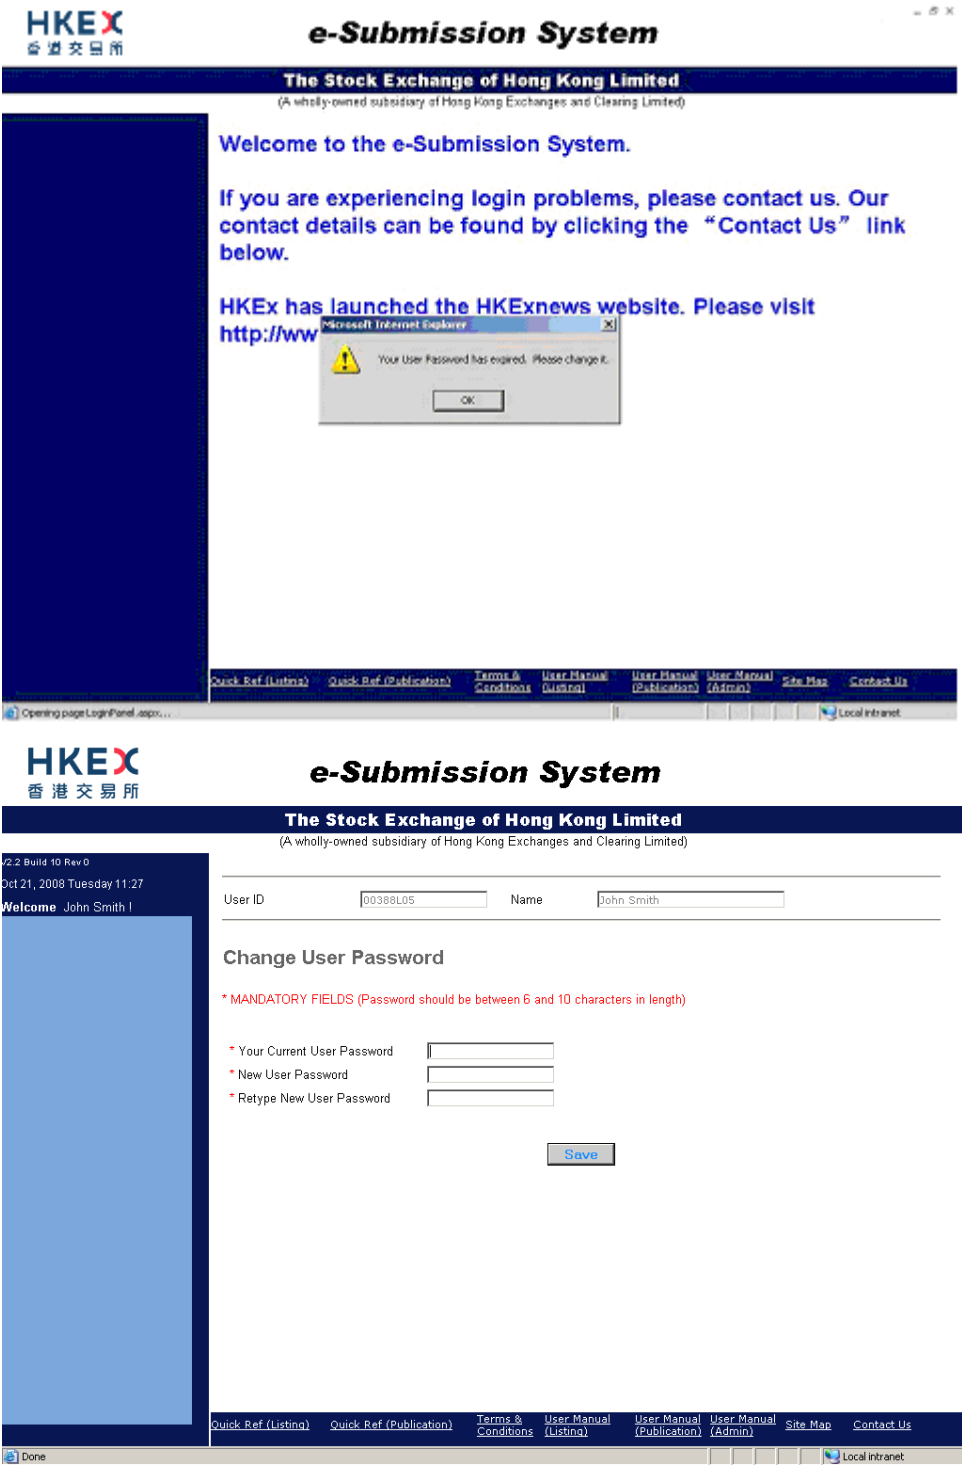 HKEX
香港交易所
e-Submission System
The Stock Exchange of Hong Kong Limited
(A wholly-owned subsidiary of Hong Kong Exchanges and Clearing Limited)
Welcome to the e-Submission System.
If you are experiencing login problems, please contact us. Our
contact details can be found by clicking the “Contact Us” link
below.
HKEx has launched the HKExnews website. Please visit
http://ww
Microsoft Internet Explorer
Your User Password has expired. Please change it.
OK
Quick Ref (Listing) Quick Ref (Publication) Terms & Conditions User Manual (Listing) User Manual (Publication) User Manual (Admin) Site Map Contact Us
Opening page LoginPanel.aspx... Local intranet
HKEX
香港交易所
e-Submission System
The Stock Exchange of Hong Kong Limited
(A wholly-owned subsidiary of Hong Kong Exchanges and Clearing Limited)
V2.2 Build 10 Rev 0
Oct 21, 2008 Tuesday 11:27
Welcome John Smith !
User ID 00388L05 Name John Smith
Change User Password
* MANDATORY FIELDS (Password should be between 6 and 10 characters in length)
* Your Current User Password
* New User Password
* Retype New User Password
Save
Quick Ref (Listing) Quick Ref (Publication) Terms & Conditions User Manual (Listing) User Manual (Publication) User Manual (Admin) Site Map Contact Us
Done Local intranet